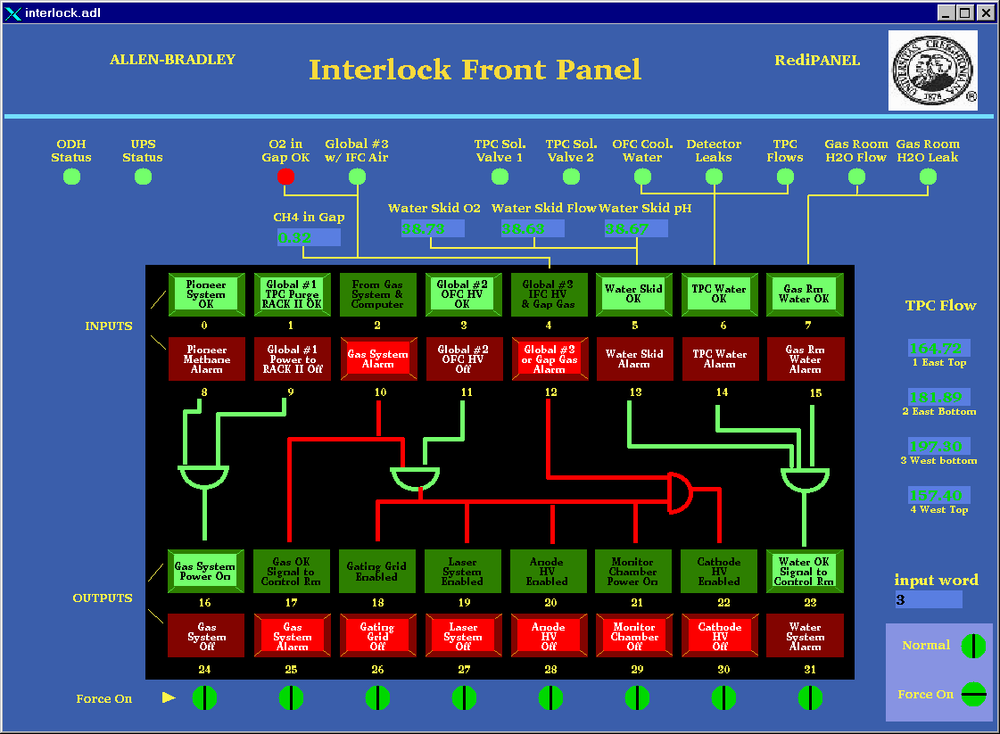 interlock.adl
ALLEN-BRADLEY
Interlock Front Panel
RediPANEL
UNIVERSITAS CREIGHTONIANA
1878
®
ODH
Status
UPS
Status
O2 in
Gap OK
Global #3
w/ IFC Air
TPC Sol.
Valve 1
TPC Sol.
Valve 2
OFC Cool.
Water
Detector
Leaks
TPC
Flows
Gas Room
H2O Flow
Gas Room
H2O Leak
CH4 in Gap
Water Skid O2
Water Skid Flow
Water Skid pH
INPUTS
Pioneer
System
OK
Global #1
TPC Purge
RACK II OK
From Gas
System &
Computer
Global #2
OFC HV
OK
Global #3
IFC HV
& Gap Gas
Water Skid
OK
TPC Water
OK
Gas Rm
Water OK
0 1 2 3 4 5 6 7
Pioneer
Methane
Alarm
Global #1
Power to
RACK II Off
Gas System
Alarm
Global #2
OFC HV
Off
Global #3
or Gap Gas
Alarm
Water Skid
Alarm
TPC Water
Alarm
Gas Rm
Water
Alarm
8 9 10 11 12 13 14 15
TPC Flow
164.72
1 East Top
2 East Bottom
3 West bottom
157.40
4 West Top
OUTPUTS
Gas System
Power On
Gas OK
Signal to
Control Rm
Gating Grid
Enabled
Laser
System
Enabled
Anode
HV
Enabled
Monitor
Chamber
Power On
Cathode
HV
Enabled
Water OK
Signal to
Control Rm
16 17 18 19 20 21 22 23
Gas
System
Off
Gas
System
Alarm
Gating
Grid
Off
Laser
System
Off
Anode
HV
Off
Monitor
Chamber
Off
Cathode
HV
Off
Water
System
Alarm
24 25 26 27 28 29 30 31
Force On
input word
3
Normal
Force On